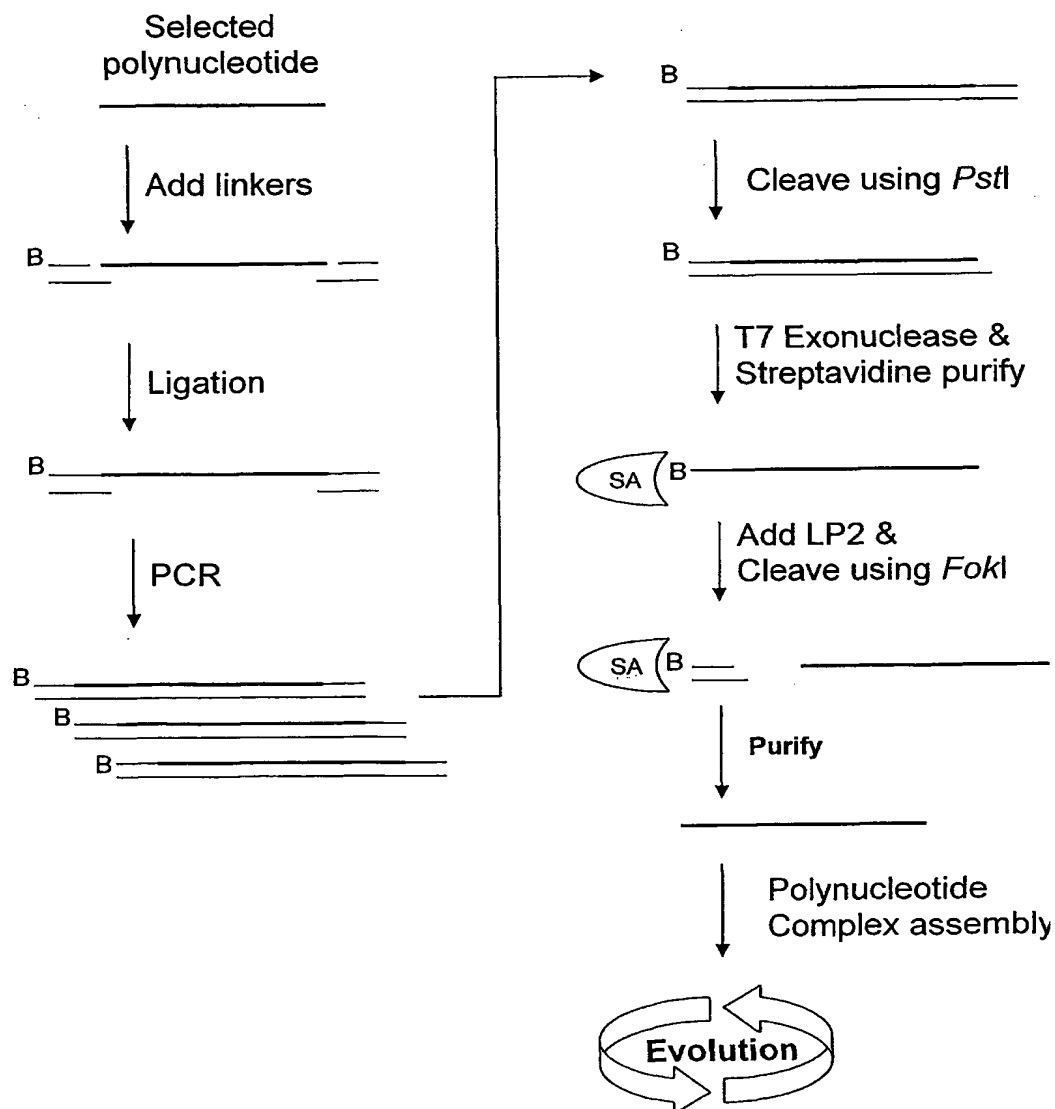 Selected
polynucleotide
Add linkers
B
Ligation
B
PCR
B
B
B
B
Cleave using PstI
B
T7 Exonuclease &
Streptavidine purify
SA B
Add LP2 &
Cleave using FokI
SA B
Purify
Polynucleotide
Complex assembly
Evolution